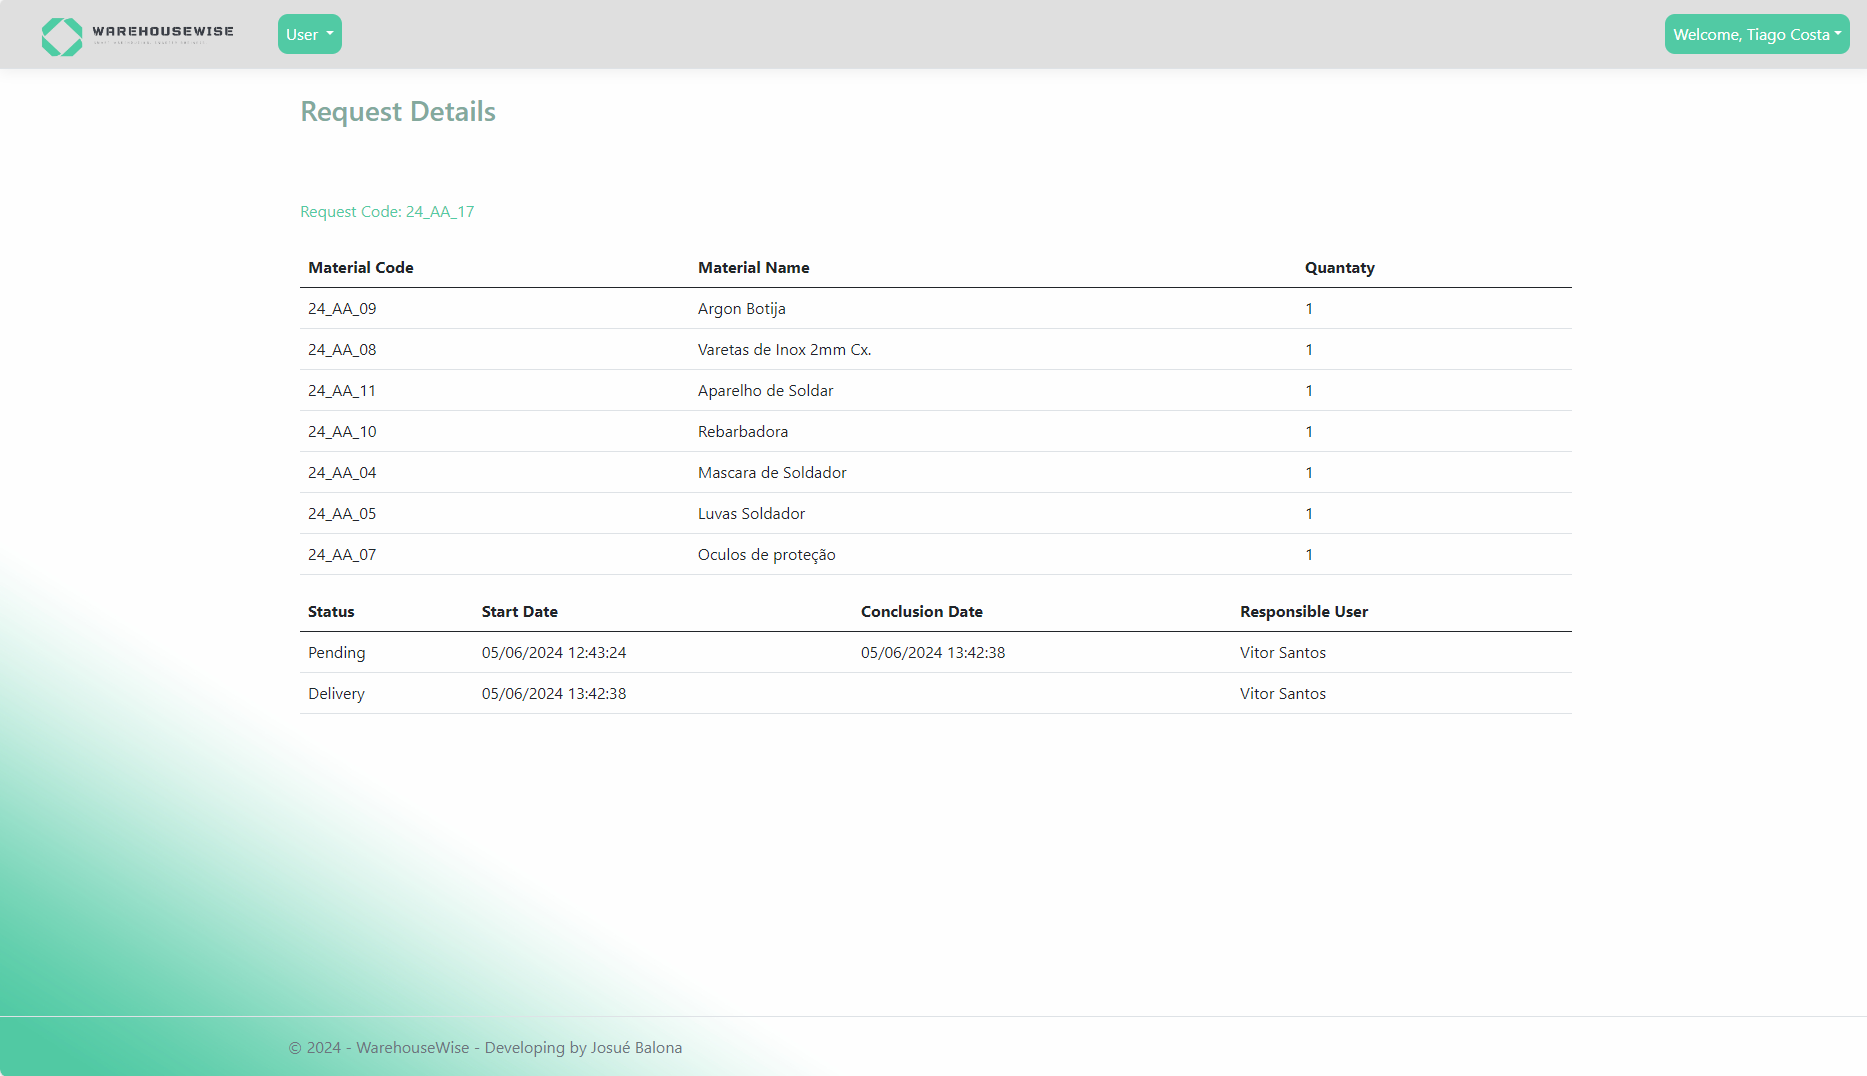 WAREHOUSEWISE
User
Welcome, Tiago Costa
Request Details
Request Code: 24_AA_17
Material Code Material Name Quantaty
24_AA_09 Argon Botija 1
24_AA_08 Varetas de Inox 2mm Cx. 1
24_AA_11 Aparelho de Soldar 1
24_AA_10 Rebarbadora 1
24_AA_04 Mascara de Soldador 1
24_AA_05 Luvas Soldador 1
24_AA_07 Oculos de proteção 1
Status Start Date Conclusion Date Responsible User
Pending 05/06/2024 12:43:24 05/06/2024 13:42:38 Vitor Santos
Delivery 05/06/2024 13:42:38 Vitor Santos
© 2024 - WarehouseWise - Developing by Josué Balona